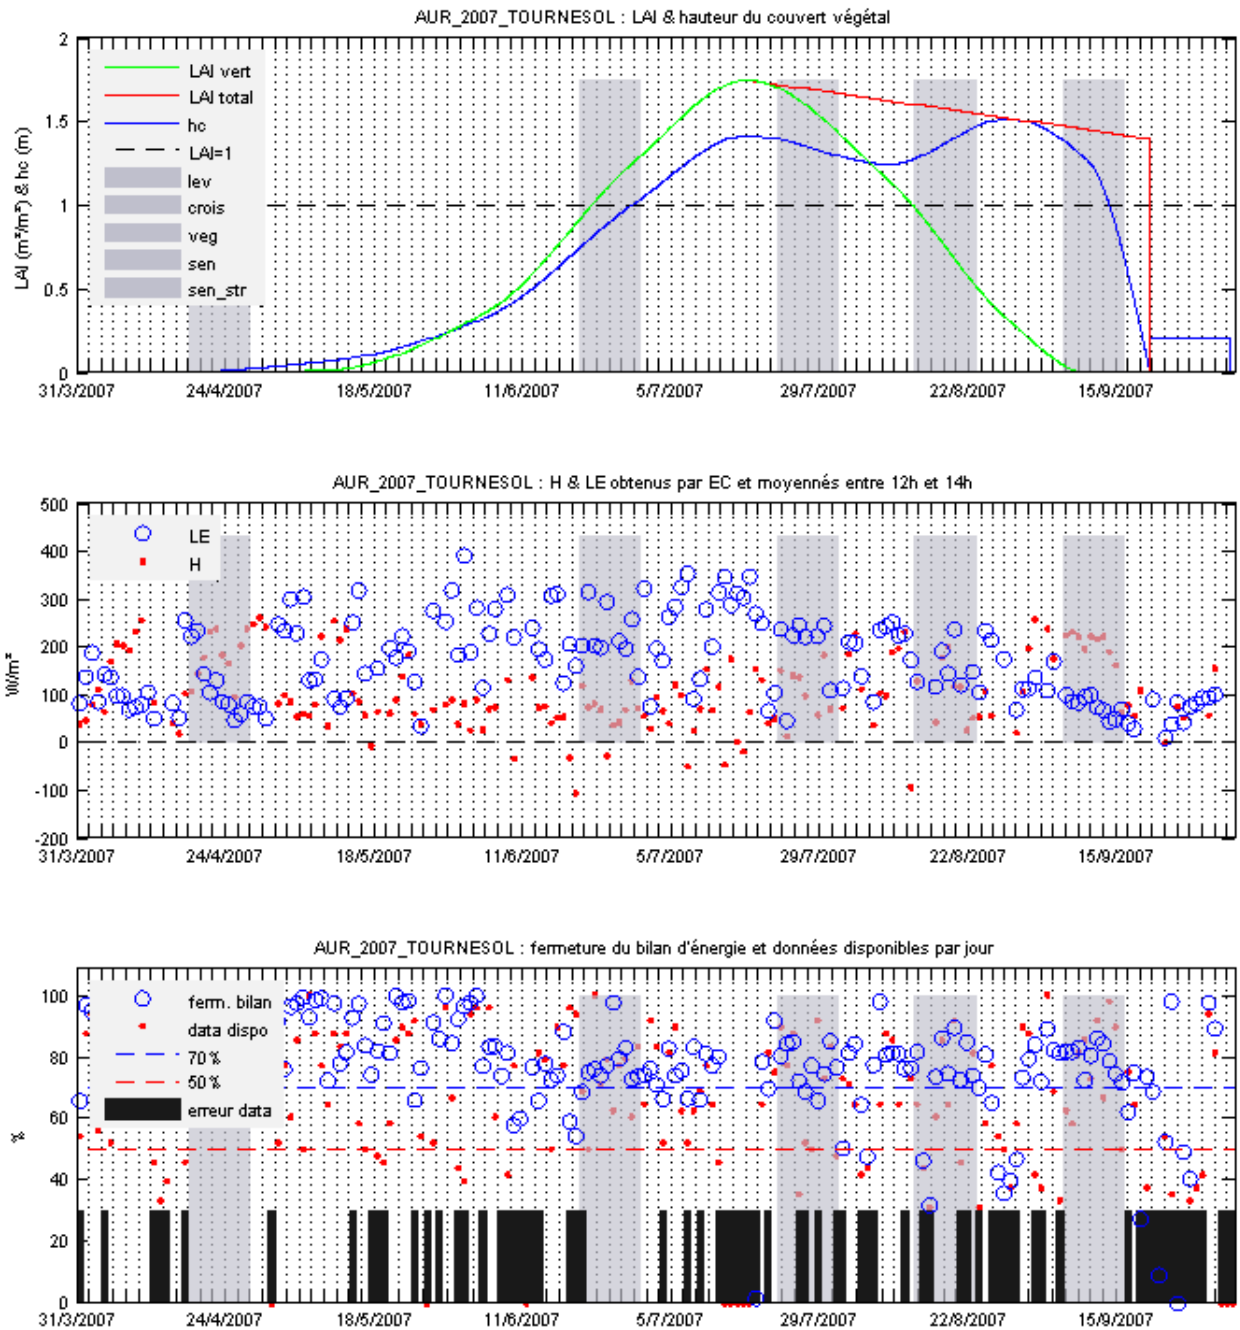 AUR_2007_TOURNESOL : LAI & hauteur du couvert végétal
LAI (m²/m²) & hc (m)
2
1.5
1
0.5
0
LAI vert
LAI total
hc
LAI=1
lev
crois
veg
sen
sen_str
31/3/2007 24/4/2007 18/5/2007 11/6/2007 5/7/2007 29/7/2007 22/8/2007 15/9/2007
AUR_2007_TOURNESOL : H & LE obtenus par EC et moyennés entre 12h et 14h
W/m²
500
400
300
200
100
0
-100
-200
LE
H
31/3/2007 24/4/2007 18/5/2007 11/6/2007 5/7/2007 29/7/2007 22/8/2007 15/9/2007
AUR_2007_TOURNESOL : fermeture du bilan d'énergie et données disponibles par jour
%
100
80
60
40
20
0
ferm. bilan
data dispo
70%
50%
erreur data
31/3/2007 24/4/2007 18/5/2007 11/6/2007 5/7/2007 29/7/2007 22/8/2007 15/9/2007